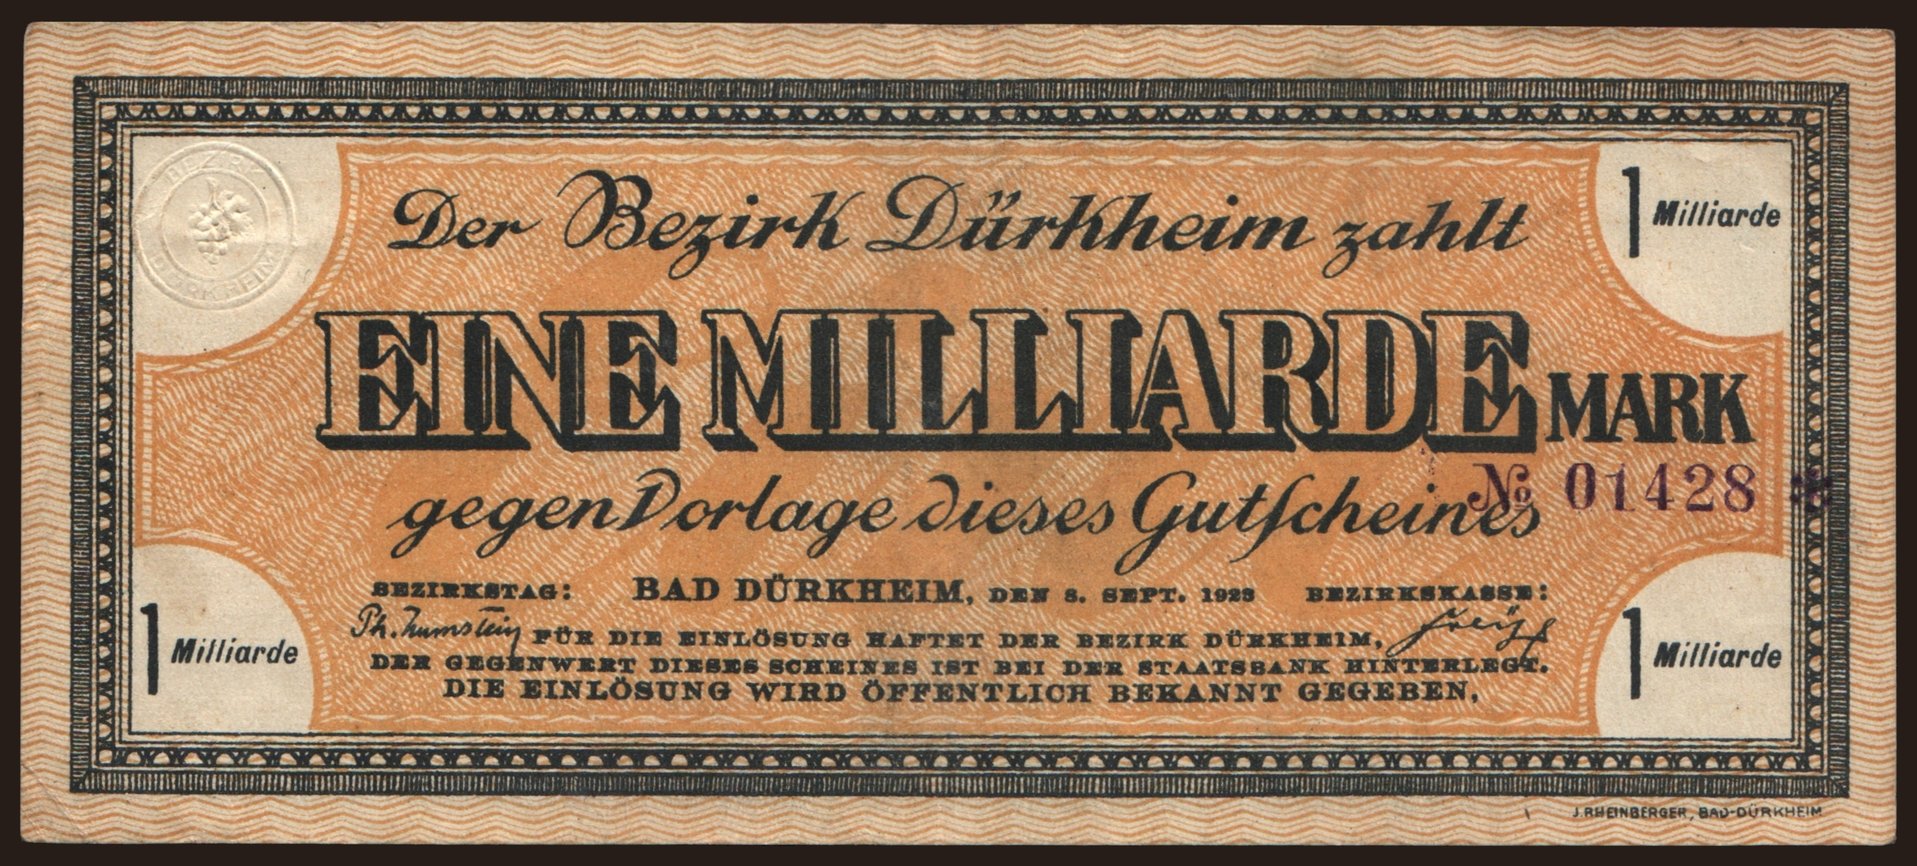 BEZIRK
DÜRKHEIM
Der Bezirk Dürkheim zahlt
1 Milliarde
EINE MILLIARDE MARK
gegen Vorlage dieses Gutscheines
№ 01428 *
BEZIRKSTAG: BAD DÜRKHEIM, DEN 8. SEPT. 1923 BEZIRKSKASSE:
Ph. Zumstein
FÜR DIE EINLÖSUNG HAFTET DER BEZIRK DÜRKHEIM,
DER GEGENWERT DIESES SCHEINES IST BEI DER STAATSBANK HINTERLEGT.
DIE EINLÖSUNG WIRD ÖFFENTLICH BEKANNT GEGEBEN,
1 Milliarde
1 Milliarde
J. RHEINBERGER, BAD-DÜRKHEIM